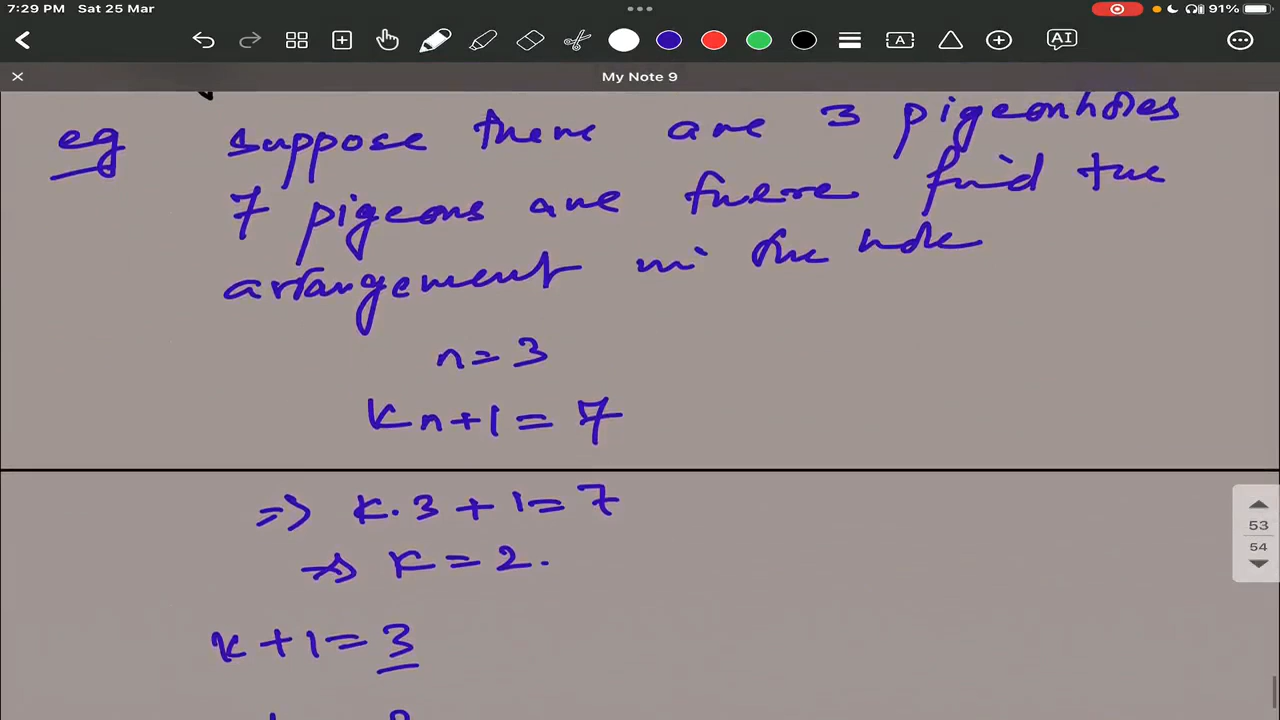 7:29 PM Sat 25 Mar
91%
AI
My Note 9
eg suppose there are 3 pigeonholes
7 pigeons are there find the
arrangement in the hole
n = 3
kn+1 = 7
⇒ k.3 + 1 = 7
⇒ k = 2.
k + 1 = 3
53
54